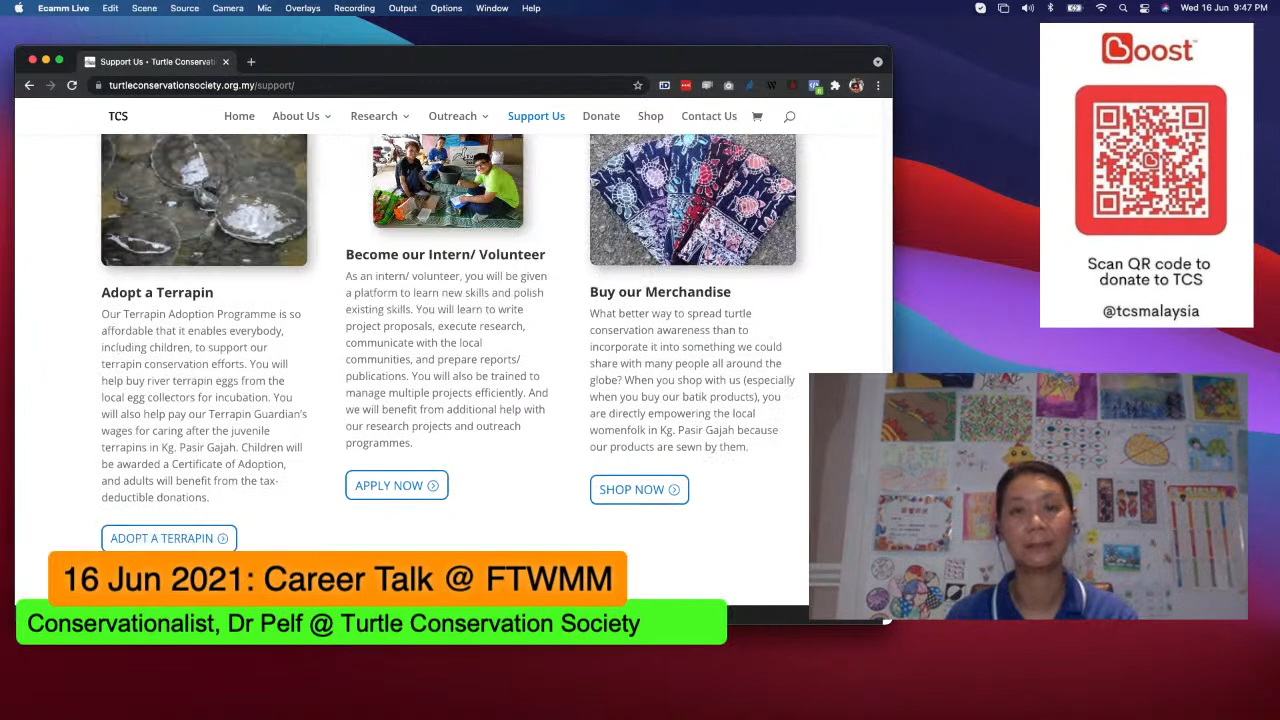 Ecamm Live Edit Scene Source Camera Mic Overlays Recording Output Options Window Help
Wed 16 Jun 9:47 PM
Support Us • Turtle Conservati
turtleconservationsociety.org.my/support/
TCS Home About Us Research Outreach Support Us Donate Shop Contact Us
Adopt a Terrapin
Our Terrapin Adoption Programme is so
affordable that it enables everybody,
including children, to support our
terrapin conservation efforts. You will
help buy river terrapin eggs from the
local egg collectors for incubation. You
will also help pay our Terrapin Guardian's
wages for caring after the juvenile
terrapins in Kg. Pasir Gajah. Children will
be awarded a Certificate of Adoption,
and adults will benefit from the tax-
deductible donations.
ADOPT A TERRAPIN
Become our Intern/ Volunteer
As an intern/ volunteer, you will be given
a platform to learn new skills and polish
existing skills. You will learn to write
project proposals, execute research,
communicate with the local
communities, and prepare reports/
publications. You will also be trained to
manage multiple projects efficiently. And
we will benefit from additional help with
our research projects and outreach
programmes.
APPLY NOW
Buy our Merchandise
What better way to spread turtle
conservation awareness than to
incorporate it into something we could
share with many people all around the
globe? When you shop with us (especially
when you buy our batik products), you
are directly empowering the local
womenfolk in Kg. Pasir Gajah because
our products are sewn by them.
SHOP NOW
Boost™
Scan QR code to
donate to TCS
@tcsmalaysia
16 Jun 2021: Career Talk @ FTWMM
Conservationalist, Dr Pelf @ Turtle Conservation Society